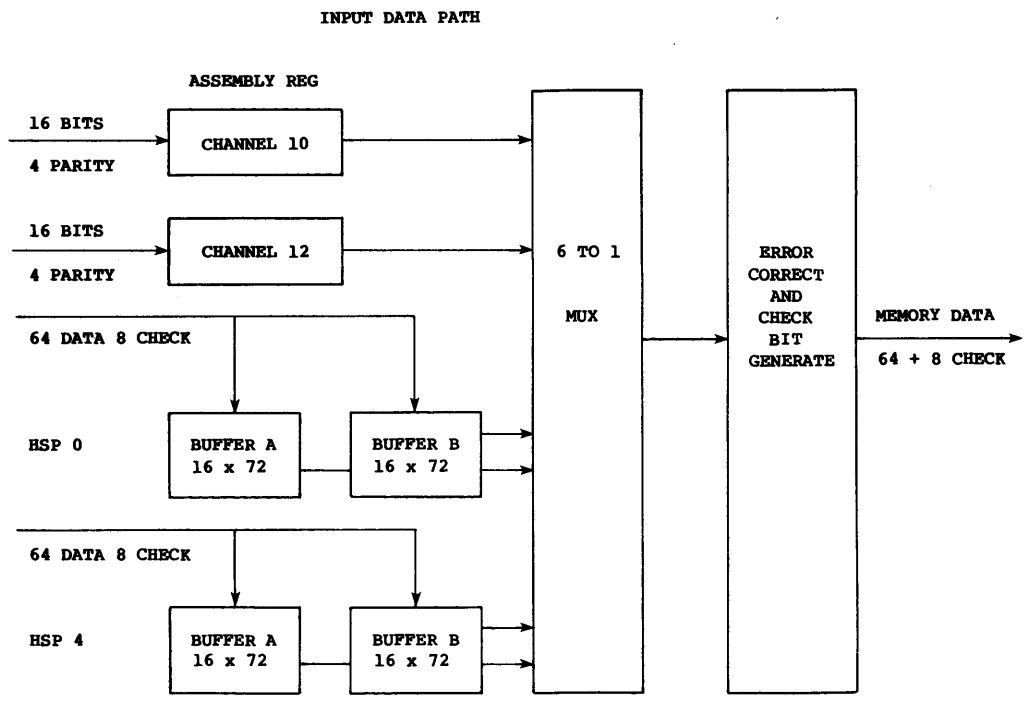 INPUT DATA PATH
ASSEMBLY REG
16 BITS
4 PARITY
CHANNEL 10
16 BITS
4 PARITY
CHANNEL 12
64 DATA 8 CHECK
HSP 0
BUFFER A
16 x 72
BUFFER B
16 x 72
64 DATA 8 CHECK
HSP 4
BUFFER A
16 x 72
BUFFER B
16 x 72
6 TO 1
MUX
ERROR
CORRECT
AND
CHECK
BIT
GENERATE
MEMORY DATA
64 + 8 CHECK